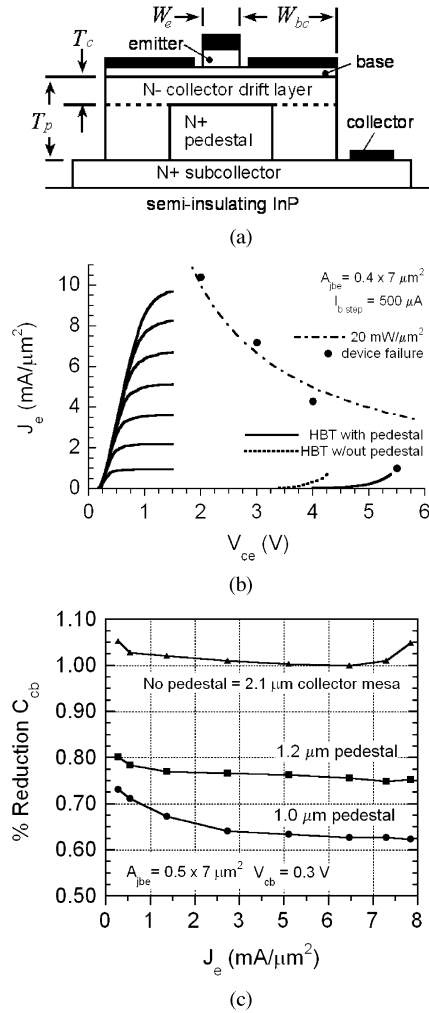 W_e
W_bc
T_c
emitter
base
N- collector drift layer
T_p
N+
pedestal
collector
N+ subcollector
semi-insulating InP
(a)
J_e (mA/μm²)
10
8
6
4
2
0
A_jbe = 0.4 x 7 μm²
I_b step = 500 μA
20 mW/μm²
device failure
HBT with pedestal
HBT w/out pedestal
0 1 2 3 4 5 6
V_ce (V)
(b)
% Reduction C_cb
1.10
1.00
0.90
0.80
0.70
0.60
0.50
No pedestal = 2.1 μm collector mesa
1.2 μm pedestal
1.0 μm pedestal
A_jbe = 0.5 x 7 μm² V_cb = 0.3 V
0 1 2 3 4 5 6 7 8
J_e (mA/μm²)
(c)